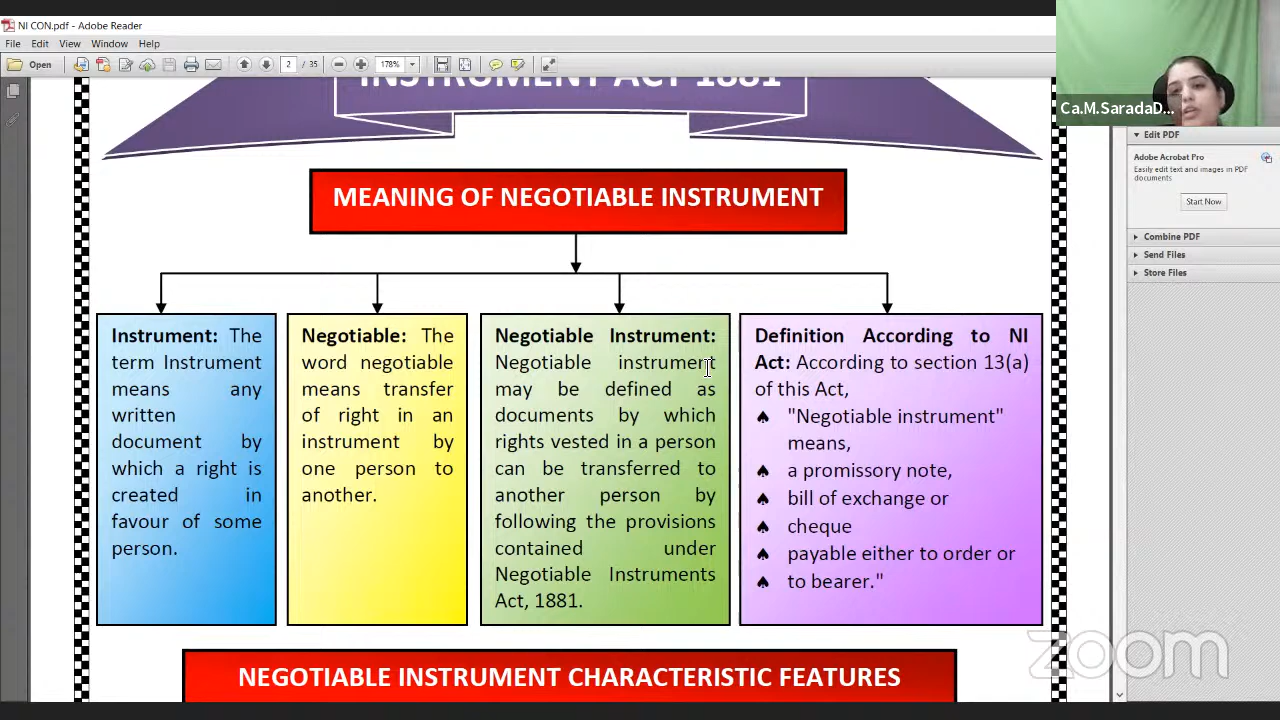 NI CON.pdf - Adobe Reader
File Edit View Window Help
Open 2 / 35 178%
INSTRUMENT ACT 1881
Ca.M.SaradaD...
Edit PDF
Adobe Acrobat Pro
Easily edit text and images in PDF
documents
Start Now
Combine PDF
Send Files
Store Files
MEANING OF NEGOTIABLE INSTRUMENT
Instrument: The
term Instrument
means any
written
document by
which a right is
created in
favour of some
person.
Negotiable: The
word negotiable
means transfer
of right in an
instrument by
one person to
another.
Negotiable Instrument:
Negotiable instrument
may be defined as
documents by which
rights vested in a person
can be transferred to
another person by
following the provisions
contained under
Negotiable Instruments
Act, 1881.
Definition According to NI
Act: According to section 13(a)
of this Act,
♠ "Negotiable instrument"
means,
♠ a promissory note,
♠ bill of exchange or
♠ cheque
♠ payable either to order or
♠ to bearer."
NEGOTIABLE INSTRUMENT CHARACTERISTIC FEATURES
zoom